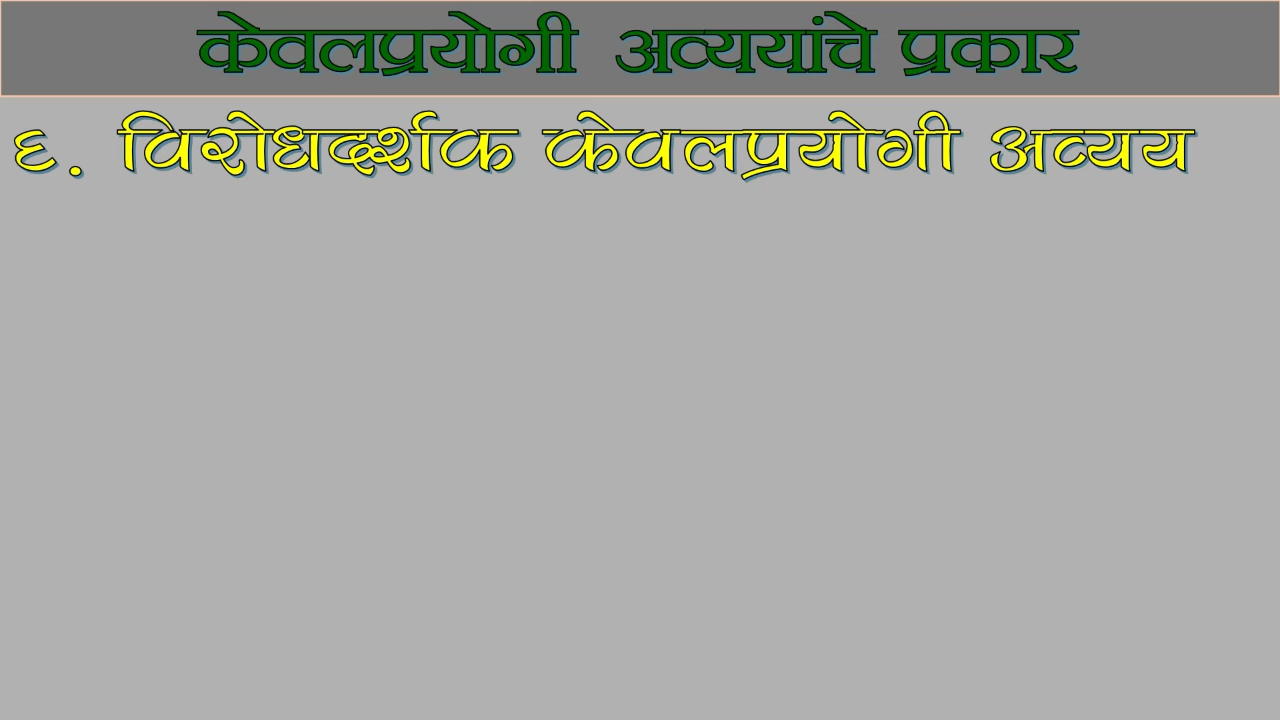 केवलप्रयोगी अव्ययांचे प्रकार
६. विरोधदर्शक केवलप्रयोगी अव्यय